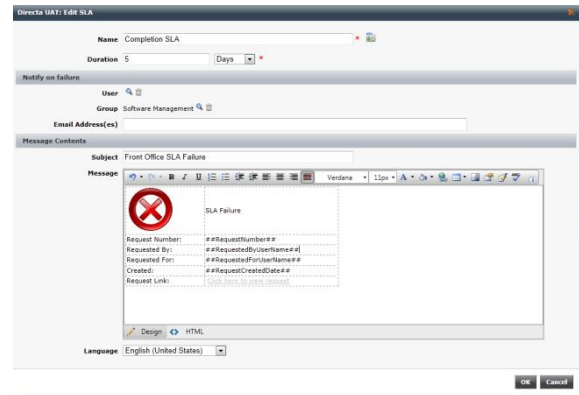 Directa UAT: Edit SLA
Name Completion SLA *
Duration 5 Days *
Notify on failure
User
Group Software Management
Email Address(es)
Message Contents
Subject Front Office SLA Failure
Message
B I U Verdana 11px A
SLA Failure
Request Number: ##RequestNumber##
Requested By: ##RequestedByUserName##
Requested For: ##RequestedForUserName##
Created: ##RequestCreatedDate##
Request Link: Click here to view request
Design <> HTML
Language English (United States)
OK Cancel